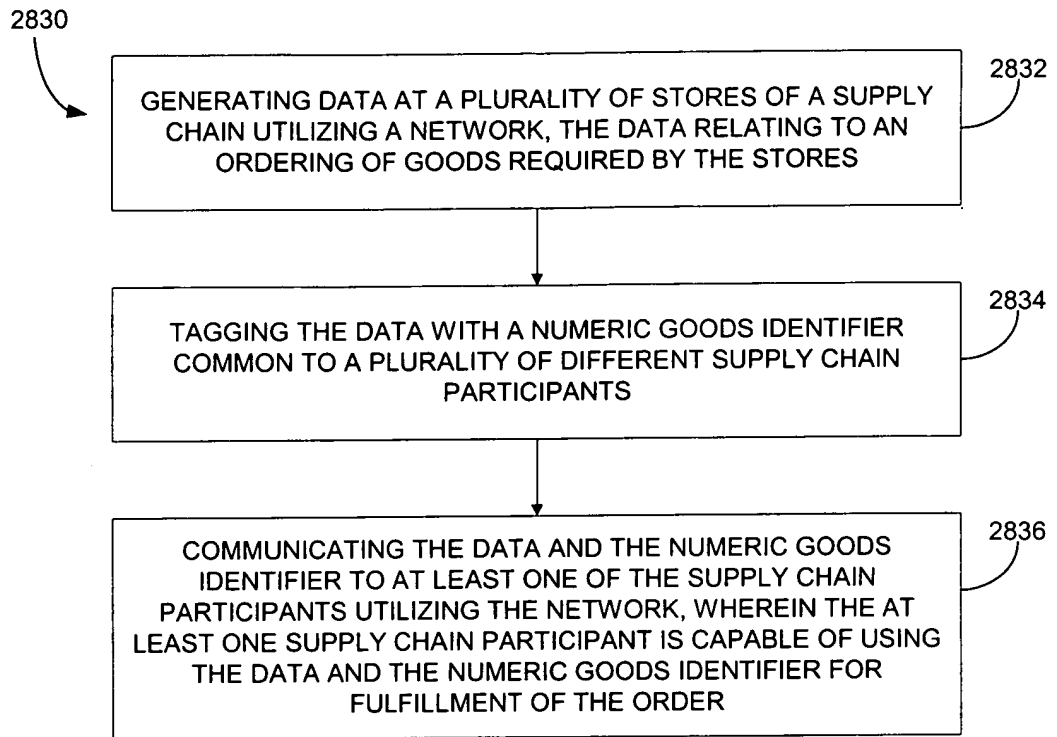 2830
2832
GENERATING DATA AT A PLURALITY OF STORES OF A SUPPLY
CHAIN UTILIZING A NETWORK, THE DATA RELATING TO AN
ORDERING OF GOODS REQUIRED BY THE STORES
2834
TAGGING THE DATA WITH A NUMERIC GOODS IDENTIFIER
COMMON TO A PLURALITY OF DIFFERENT SUPPLY CHAIN
PARTICIPANTS
2836
COMMUNICATING THE DATA AND THE NUMERIC GOODS
IDENTIFIER TO AT LEAST ONE OF THE SUPPLY CHAIN
PARTICIPANTS UTILIZING THE NETWORK, WHEREIN THE AT
LEAST ONE SUPPLY CHAIN PARTICIPANT IS CAPABLE OF USING
THE DATA AND THE NUMERIC GOODS IDENTIFIER FOR
FULFILLMENT OF THE ORDER